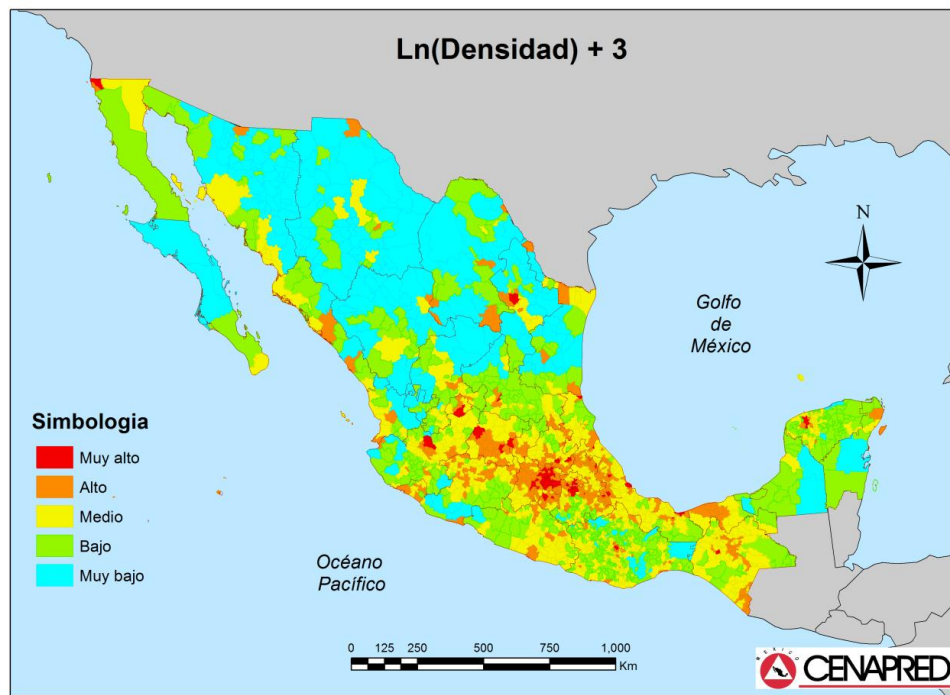 Ln(Densidad) + 3
N
Golfo
de
México
Simbologia
Muy alto
Alto
Medio
Bajo
Muy bajo
Océano
Pacífico
0 125 250 500 750 1,000
Km
MEXICO
CENAPRED